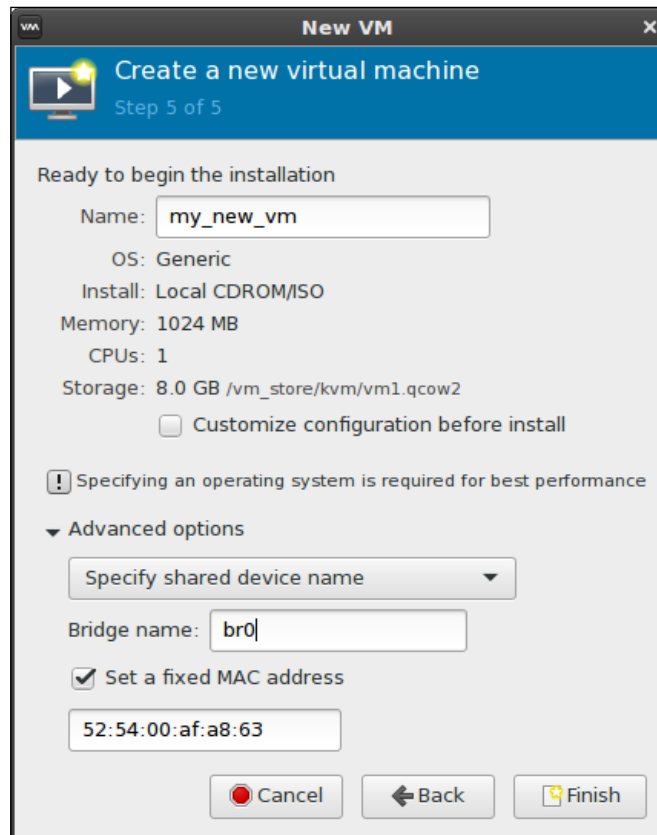 VM New VM ×
Create a new virtual machine
Step 5 of 5
Ready to begin the installation
Name: my_new_vm
OS: Generic
Install: Local CDROM/ISO
Memory: 1024 MB
CPUs: 1
Storage: 8.0 GB /vm_store/kvm/vm1.qcow2
Customize configuration before install
! Specifying an operating system is required for best performance
Advanced options
Specify shared device name
Bridge name: br0
Set a fixed MAC address
52:54:00:af:a8:63
Cancel Back Finish